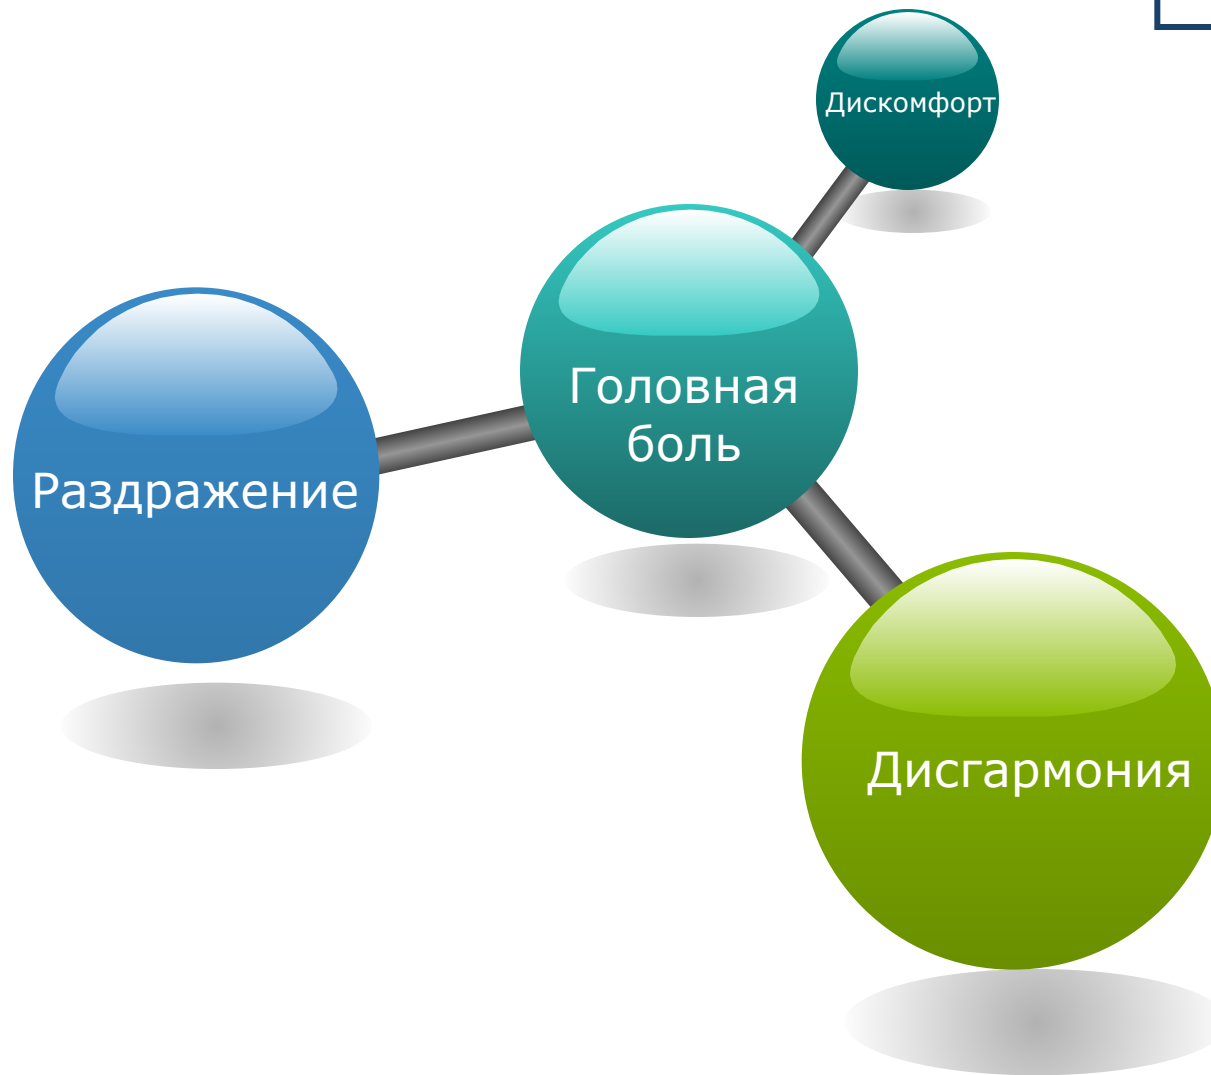 Дискомфорт
Головная
боль
Раздражение
Дисгармония